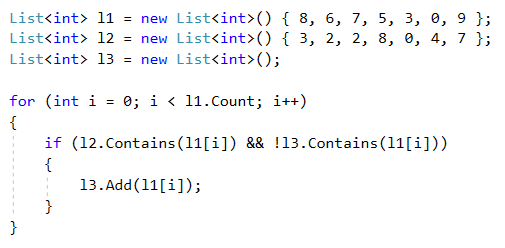 List<int> l1 = new List<int>() { 8, 6, 7, 5, 3, 0, 9 };
List<int> l2 = new List<int>() { 3, 2, 2, 8, 0, 4, 7 };
List<int> l3 = new List<int>();

for (int i = 0; i < l1.Count; i++)
{
    if (l2.Contains(l1[i]) && !l3.Contains(l1[i]))
    {
        l3.Add(l1[i]);
    }
}